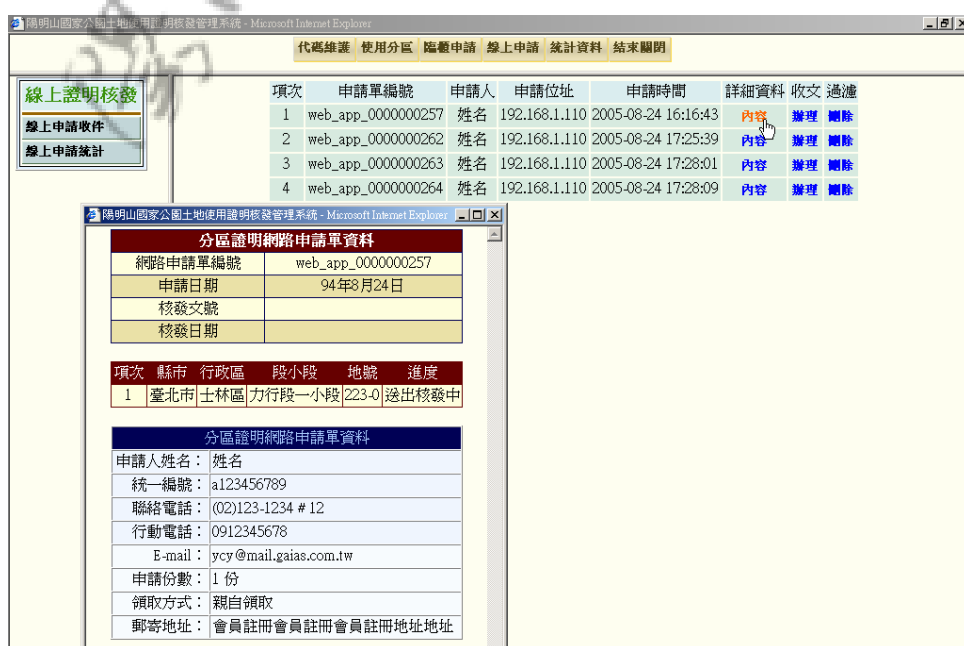 陽明山國家公園土地使用證明核發管理系統 - Microsoft Internet Explorer
代碼維護 使用分區 臨櫃申請 線上申請 統計資料 結束關閉
線上證明核發
線上申請收件
線上申請統計
項次 申請單編號 申請人 申請位址 申請時間 詳細資料 收文 過濾
1 web_app_0000000257 姓名 192.168.1.110 2005-08-24 16:16:43 內容 辦理 刪除
2 web_app_0000000262 姓名 192.168.1.110 2005-08-24 17:25:39 內容 辦理 刪除
3 web_app_0000000263 姓名 192.168.1.110 2005-08-24 17:28:01 內容 辦理 刪除
4 web_app_0000000264 姓名 192.168.1.110 2005-08-24 17:28:09 內容 辦理 刪除
陽明山國家公園土地使用證明核發管理系統 - Microsoft Internet Explorer
分區證明網路申請單資料
網路申請單編號 web_app_0000000257
申請日期 94年8月24日
核發文號
核發日期
項次 縣市 行政區 段小段 地號 進度
1 臺北市 士林區 力行段一小段 223-0 送出核發中
分區證明網路申請單資料
申請人姓名： 姓名
統一編號： a123456789
聯絡電話： (02)123-1234 # 12
行動電話： 0912345678
E-mail： ycy@mail.gaias.com.tw
申請份數： 1 份
領取方式： 親自領取
郵寄地址： 會員註冊會員註冊會員註冊地址地址